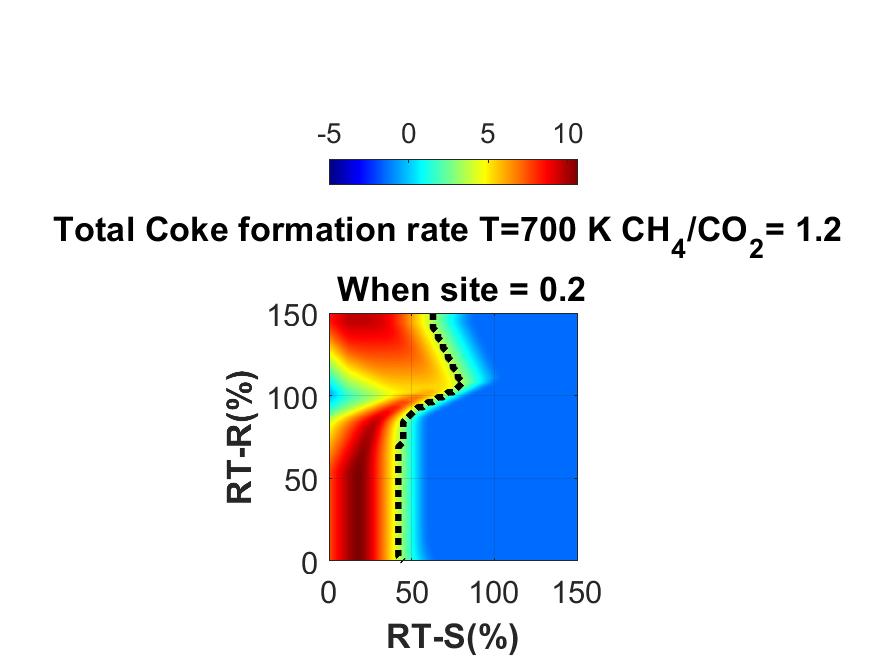 -5 0 5 10
Total Coke formation rate T=700 K CH4/CO2= 1.2
When site = 0.2
150
100
50
0
RT-R(%)
0 50 100 150
RT-S(%)